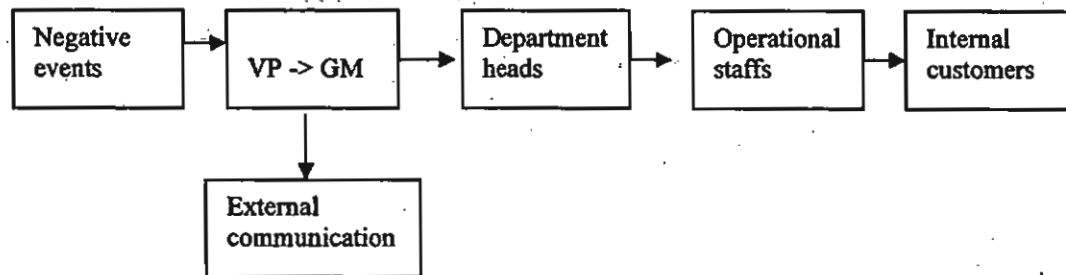 Negative
events
VP -> GM
Department
heads
Operational
staffs
Internal
customers
External
communication